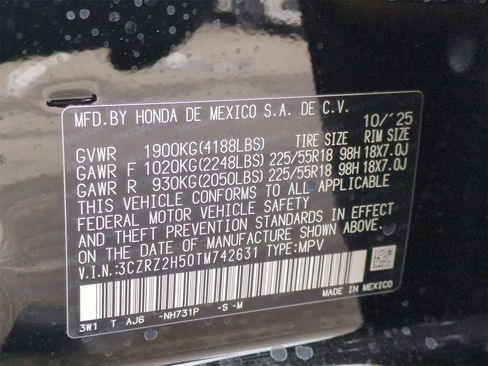 MFD.BY HONDA DE MEXICO S.A. DE C.V. 10/'25
TIRE SIZE RIM SIZE
GVWR 1900KG(4188LBS)
GAWR F 1020KG(2248LBS) 225/55R18 98H 18X7.0J
GAWR R 930KG(2050LBS) 225/55R18 98H 18X7.0J
THIS VEHICLE CONFORMS TO ALL APPLICABLE
FEDERAL MOTOR VEHICLE SAFETY
AND THEFT PREVENTION STANDARDS IN EFFECT
ON THE DATE OF MANUFACTURE SHOWN ABOVE.
V.I.N.:3CZRZ2H50TM742631 TYPE:MPV
3W1 T AJ6 -NH731P -S -M
MADE IN MEXICO